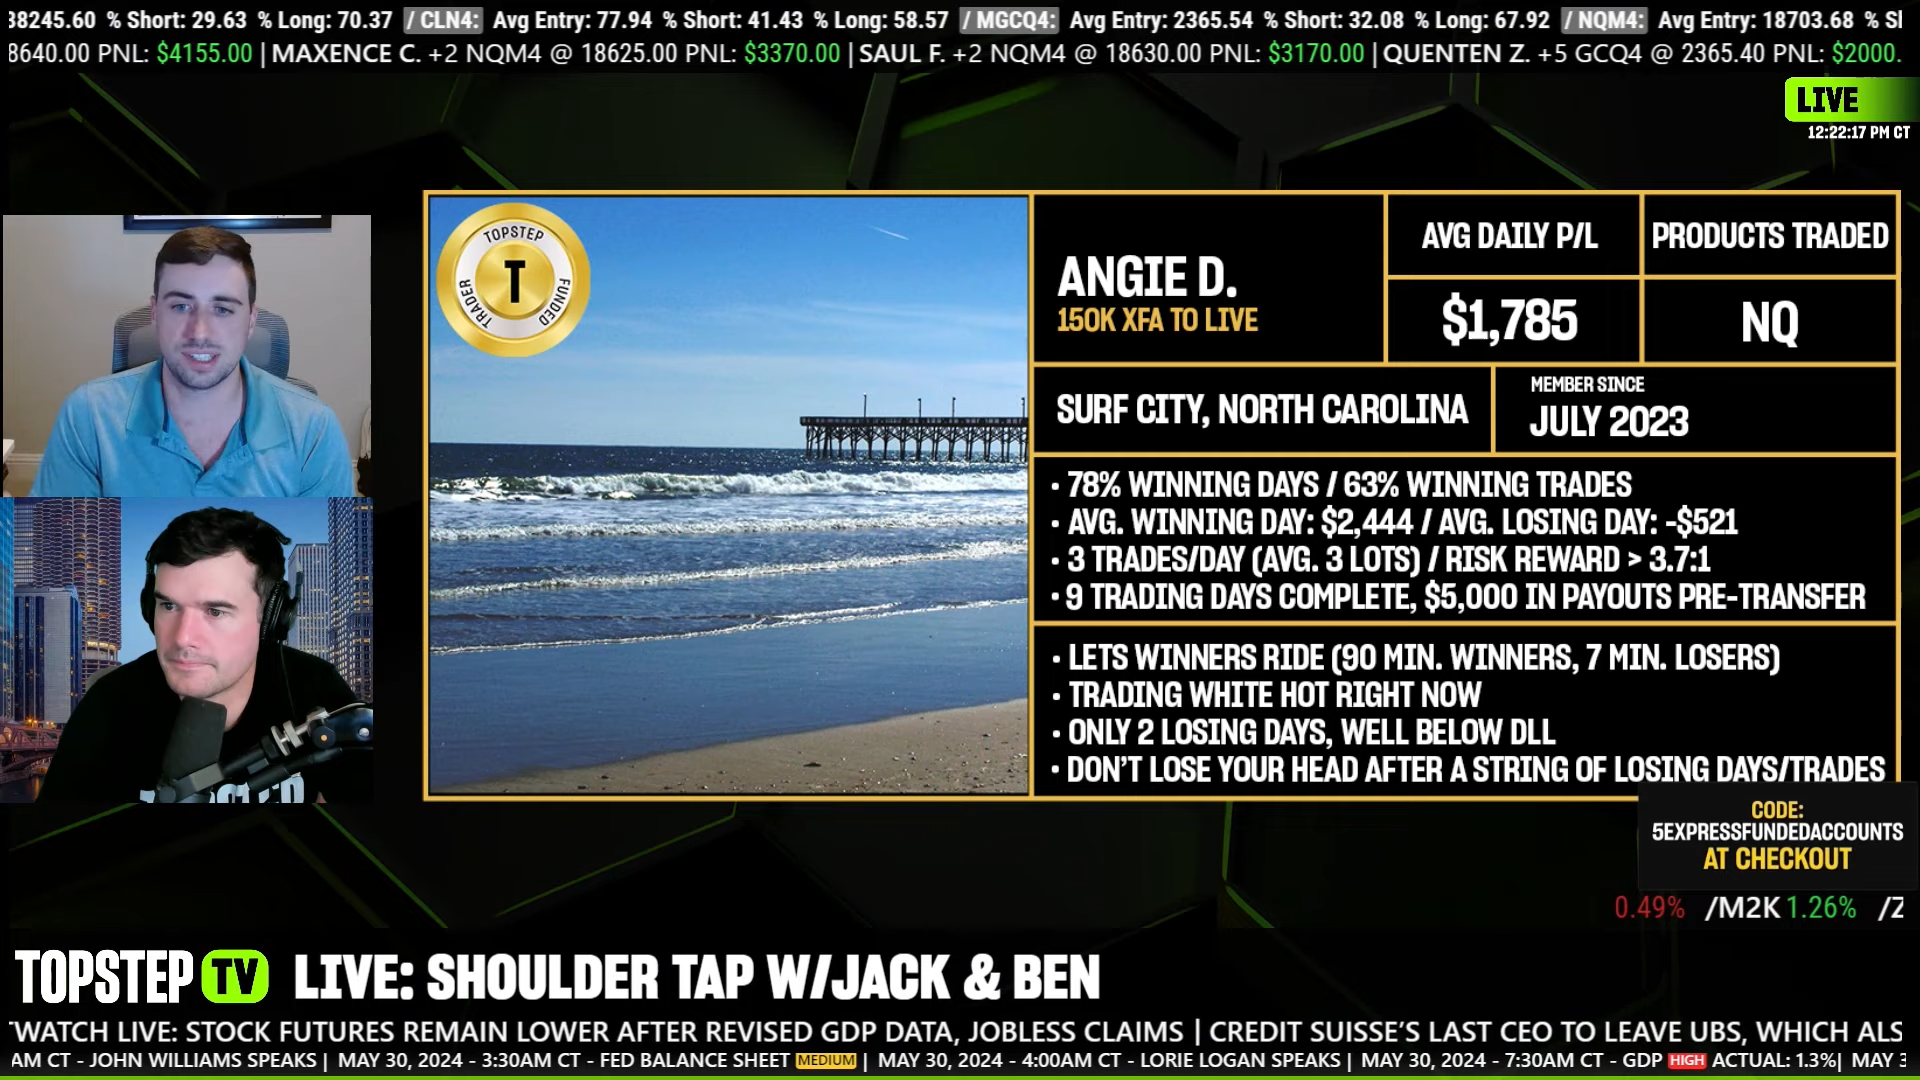 38245.60 % Short: 29.63 % Long: 70.37 / CLN4: Avg Entry: 77.94 % Short: 41.43 % Long: 58.57 / MGCQ4: Avg Entry: 2365.54 % Short: 32.08 % Long: 67.92 / NQM4: Avg Entry: 18703.68 % Sl
8640.00 PNL: $4155.00 | MAXENCE C. +2 NQM4 @ 18625.00 PNL: $3370.00 | SAUL F. +2 NQM4 @ 18630.00 PNL: $3170.00 | QUENTEN Z. +5 GCQ4 @ 2365.40 PNL: $2000.
LIVE
12:22:17 PM CT
TOPSTEP
T
FUNDED
TRADER
ANGIE D.
150K XFA TO LIVE
AVG DAILY P/L
$1,785
PRODUCTS TRADED
NQ
SURF CITY, NORTH CAROLINA
MEMBER SINCE
JULY 2023
· 78% WINNING DAYS / 63% WINNING TRADES
· AVG. WINNING DAY: $2,444 / AVG. LOSING DAY: -$521
· 3 TRADES/DAY (AVG. 3 LOTS) / RISK REWARD > 3.7:1
· 9 TRADING DAYS COMPLETE, $5,000 IN PAYOUTS PRE-TRANSFER
· LETS WINNERS RIDE (90 MIN. WINNERS, 7 MIN. LOSERS)
· TRADING WHITE HOT RIGHT NOW
· ONLY 2 LOSING DAYS, WELL BELOW DLL
· DON'T LOSE YOUR HEAD AFTER A STRING OF LOSING DAYS/TRADES
CODE:
5EXPRESSFUNDEDACCOUNTS
AT CHECKOUT
0.49% /M2K 1.26% /Z
TOPSTEP TV LIVE: SHOULDER TAP W/JACK & BEN
WATCH LIVE: STOCK FUTURES REMAIN LOWER AFTER REVISED GDP DATA, JOBLESS CLAIMS | CREDIT SUISSE'S LAST CEO TO LEAVE UBS, WHICH ALS
AM CT - JOHN WILLIAMS SPEAKS | MAY 30, 2024 - 3:30AM CT - FED BALANCE SHEET MEDIUM | MAY 30, 2024 - 4:00AM CT - LORIE LOGAN SPEAKS | MAY 30, 2024 - 7:30AM CT - GDP HIGH ACTUAL: 1.3%| MAY 3